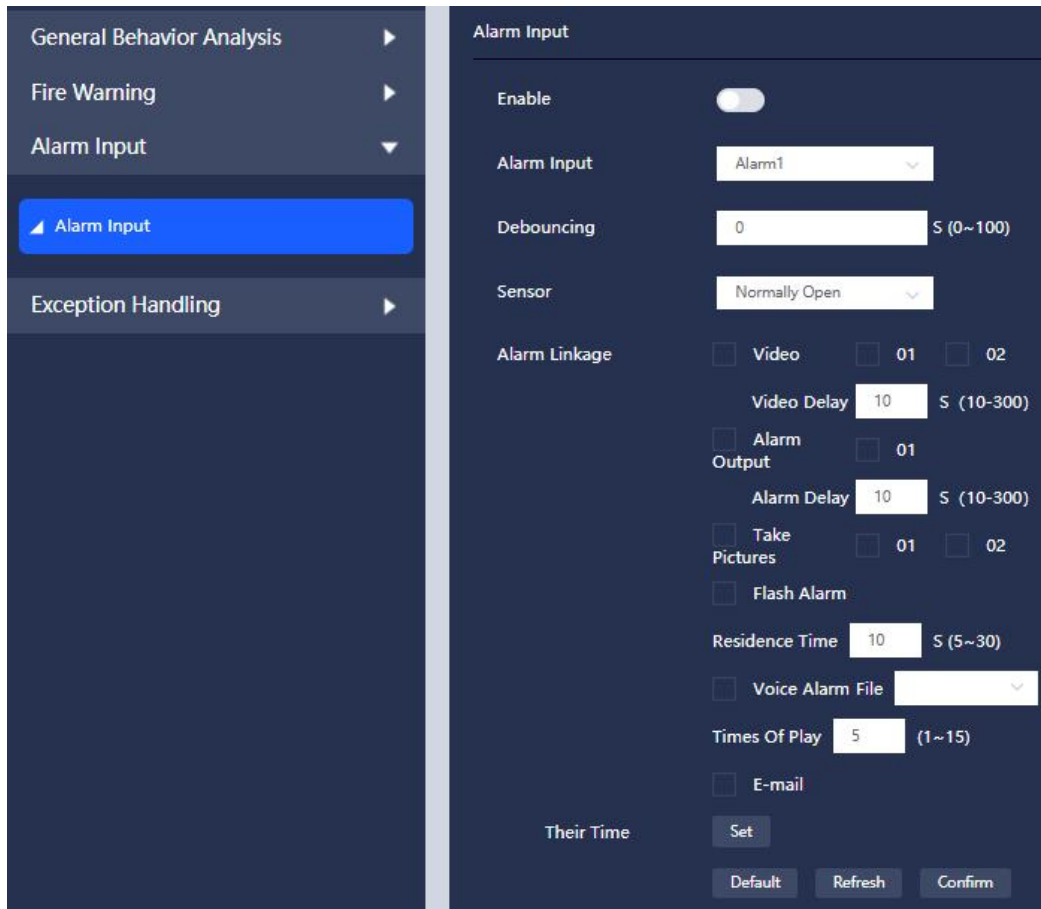 General Behavior Analysis
Fire Warning
Alarm Input
Alarm Input
Exception Handling
Alarm Input
Enable
Alarm Input Alarm1
Debouncing 0 S (0~100)
Sensor Normally Open
Alarm Linkage Video 01 02
Video Delay 10 S (10-300)
Alarm
Output 01
Alarm Delay 10 S (10-300)
Take
Pictures 01 02
Flash Alarm
Residence Time 10 S (5~30)
Voice Alarm File
Times Of Play 5 (1~15)
E-mail
Their Time Set
Default Refresh Confirm